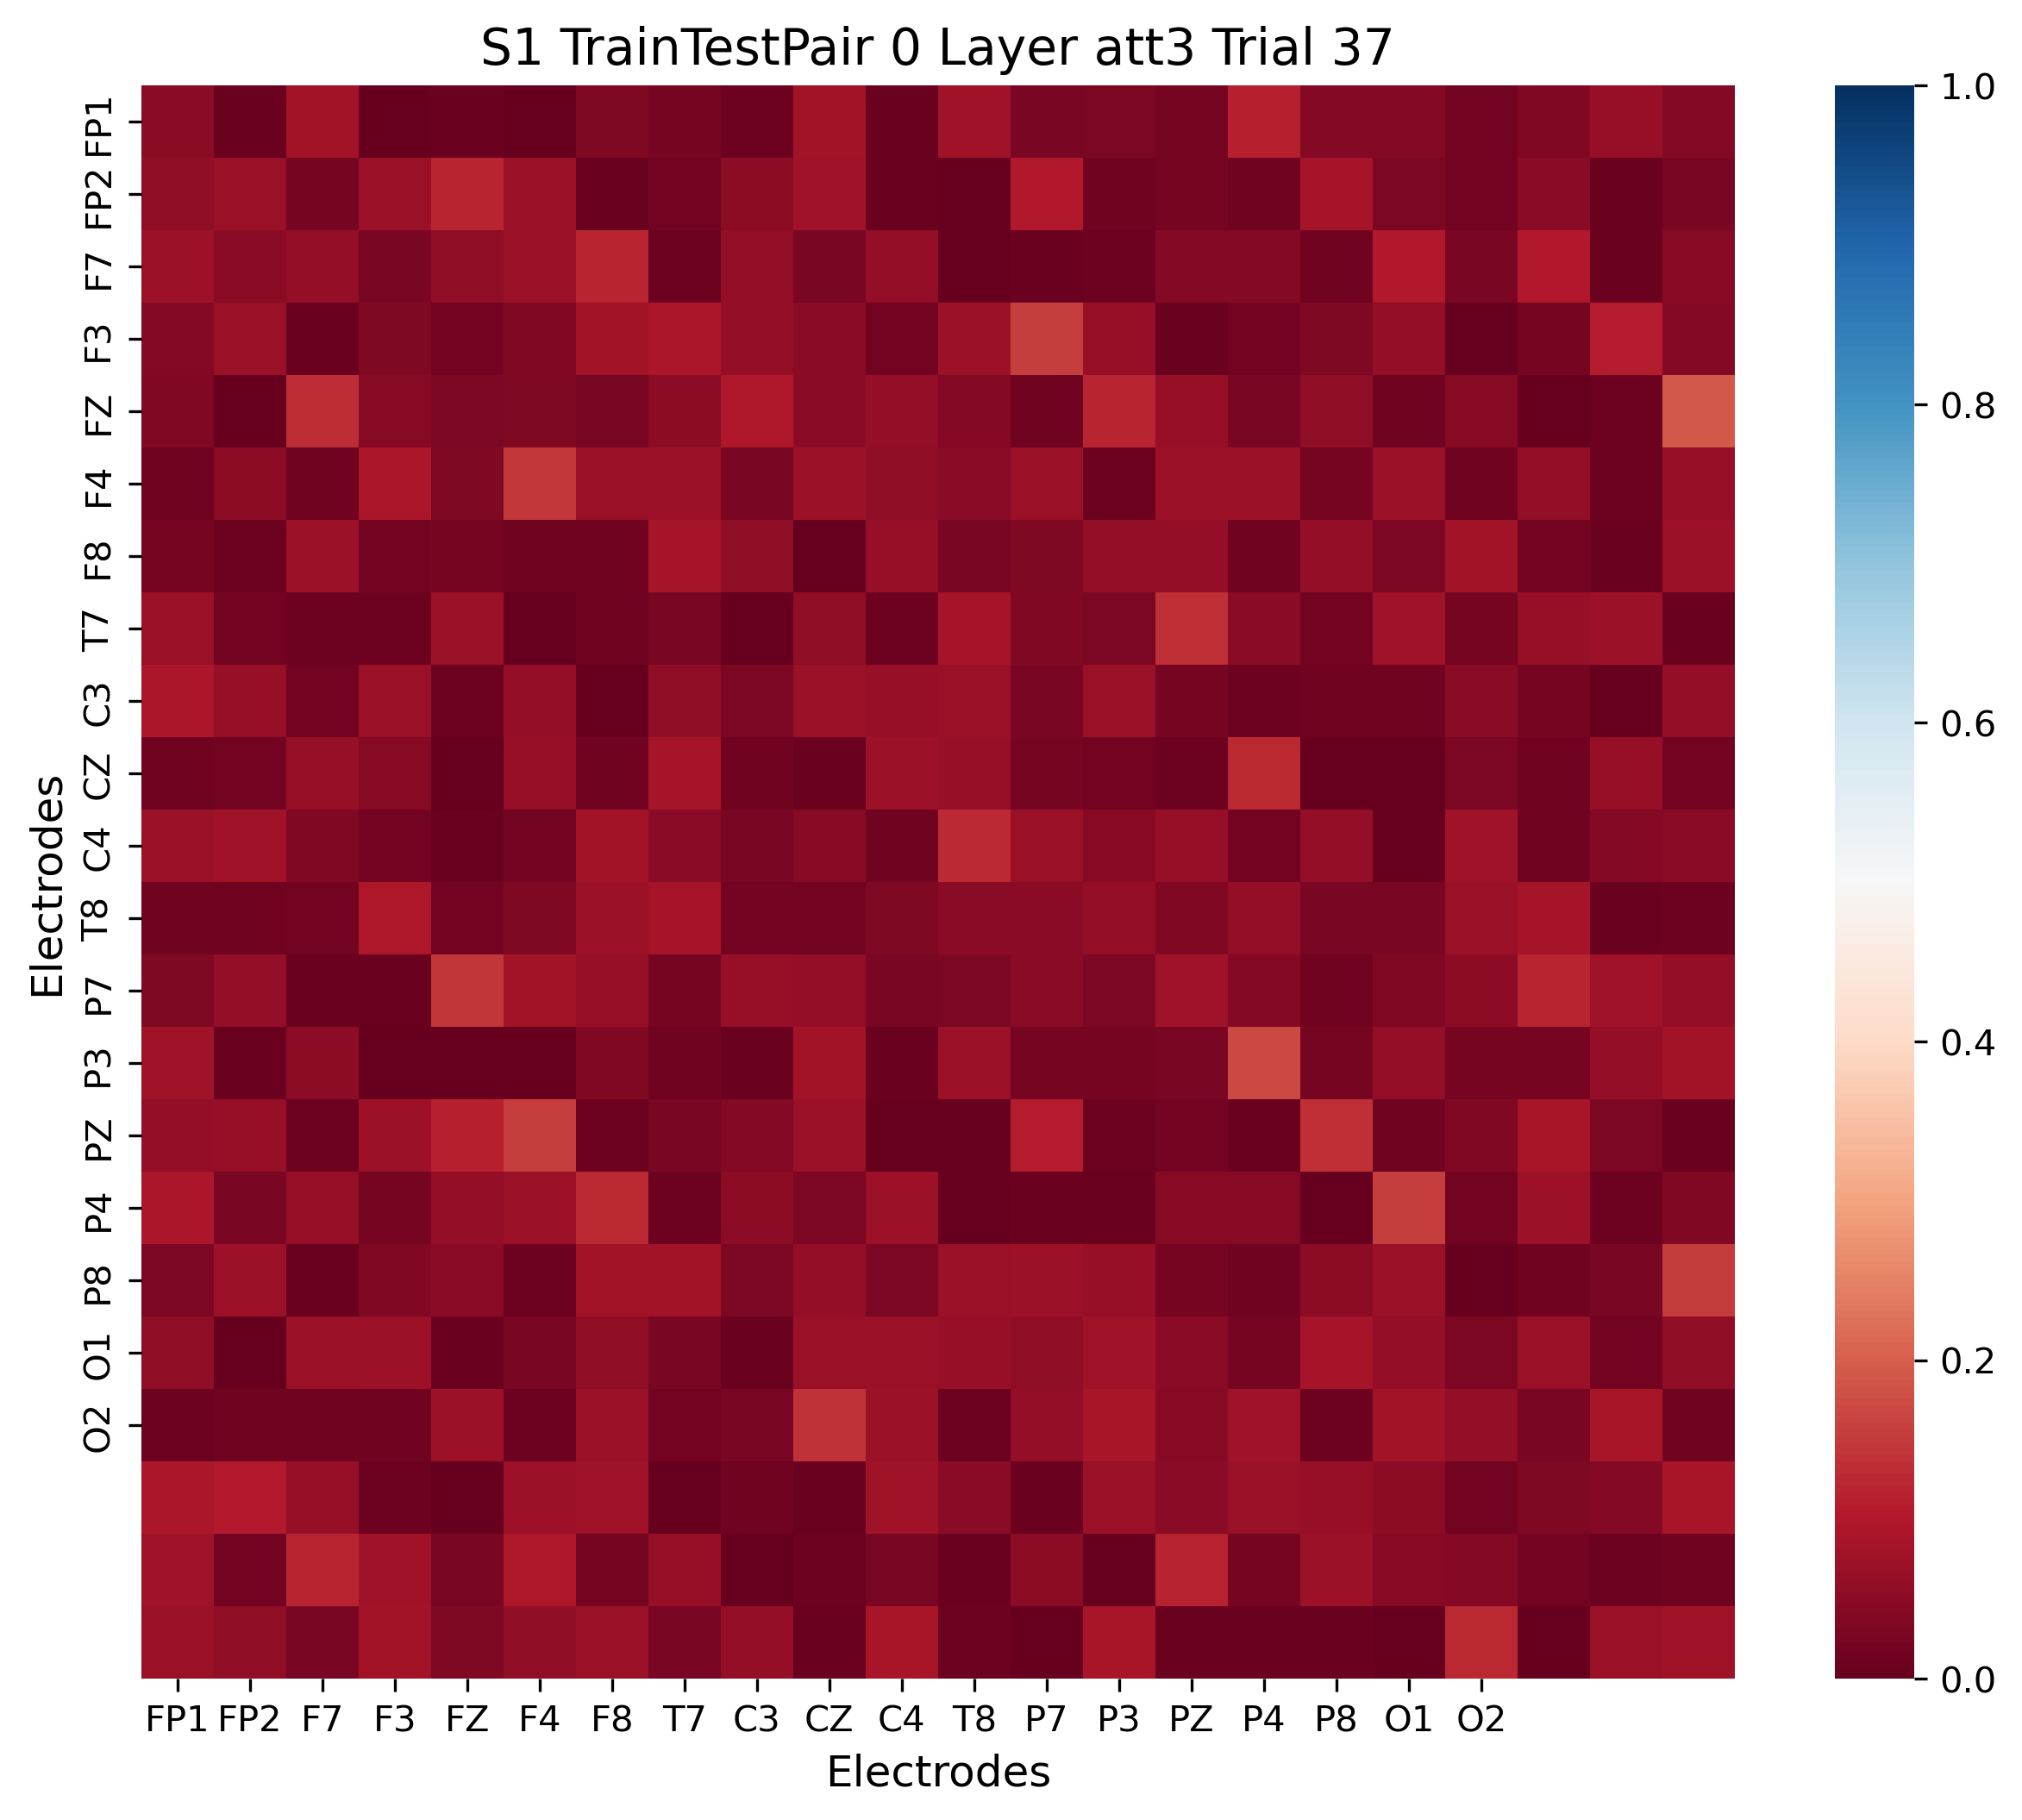 S1 TrainTestPair 0 Layer att3 Trial 37
Electrodes
FP1
FP2
F7
F3
FZ
F4
F8
T7
C3
CZ
C4
T8
P7
P3
PZ
P4
P8
O1
O2
FP1 FP2 F7 F3 FZ F4 F8 T7 C3 CZ C4 T8 P7 P3 PZ P4 P8 O1 O2
Electrodes
1.0
0.8
0.6
0.4
0.2
0.0